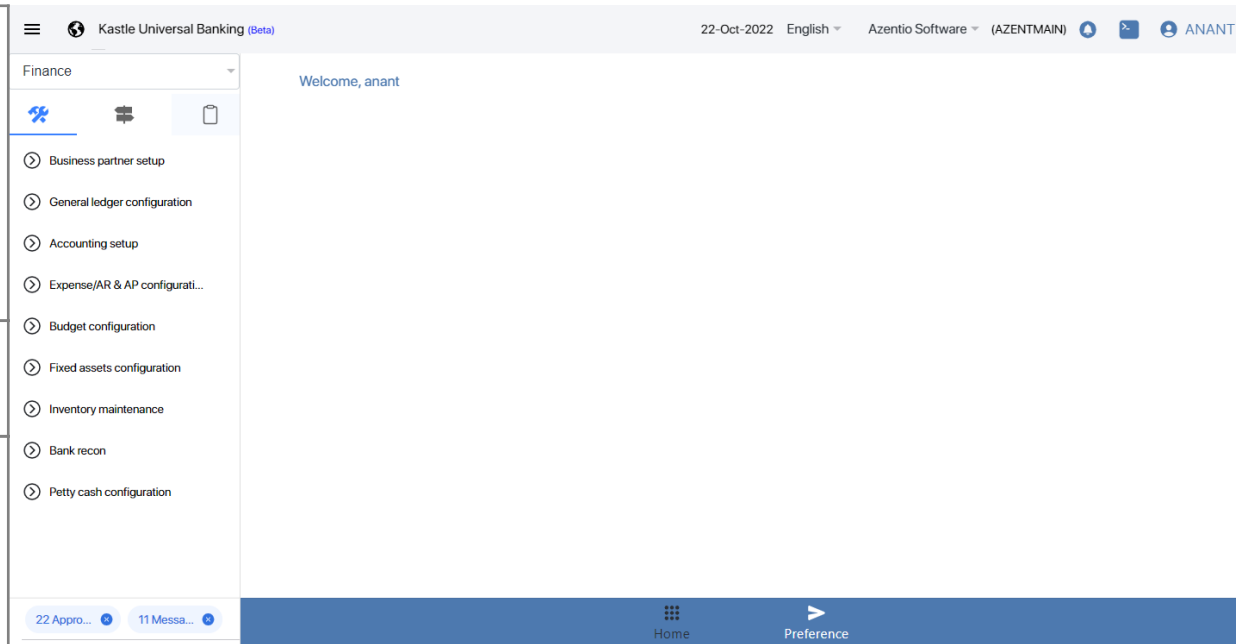 Kastle Universal Banking (Beta)
22-Oct-2022 English Azentio Software (AZENTMAIN) ANANT
Finance
Welcome, anant
Business partner setup
General ledger configuration
Accounting setup
Expense/AR & AP configurati...
Budget configuration
Fixed assets configuration
Inventory maintenance
Bank recon
Petty cash configuration
22 Appro... 11 Messa...
Home Preference